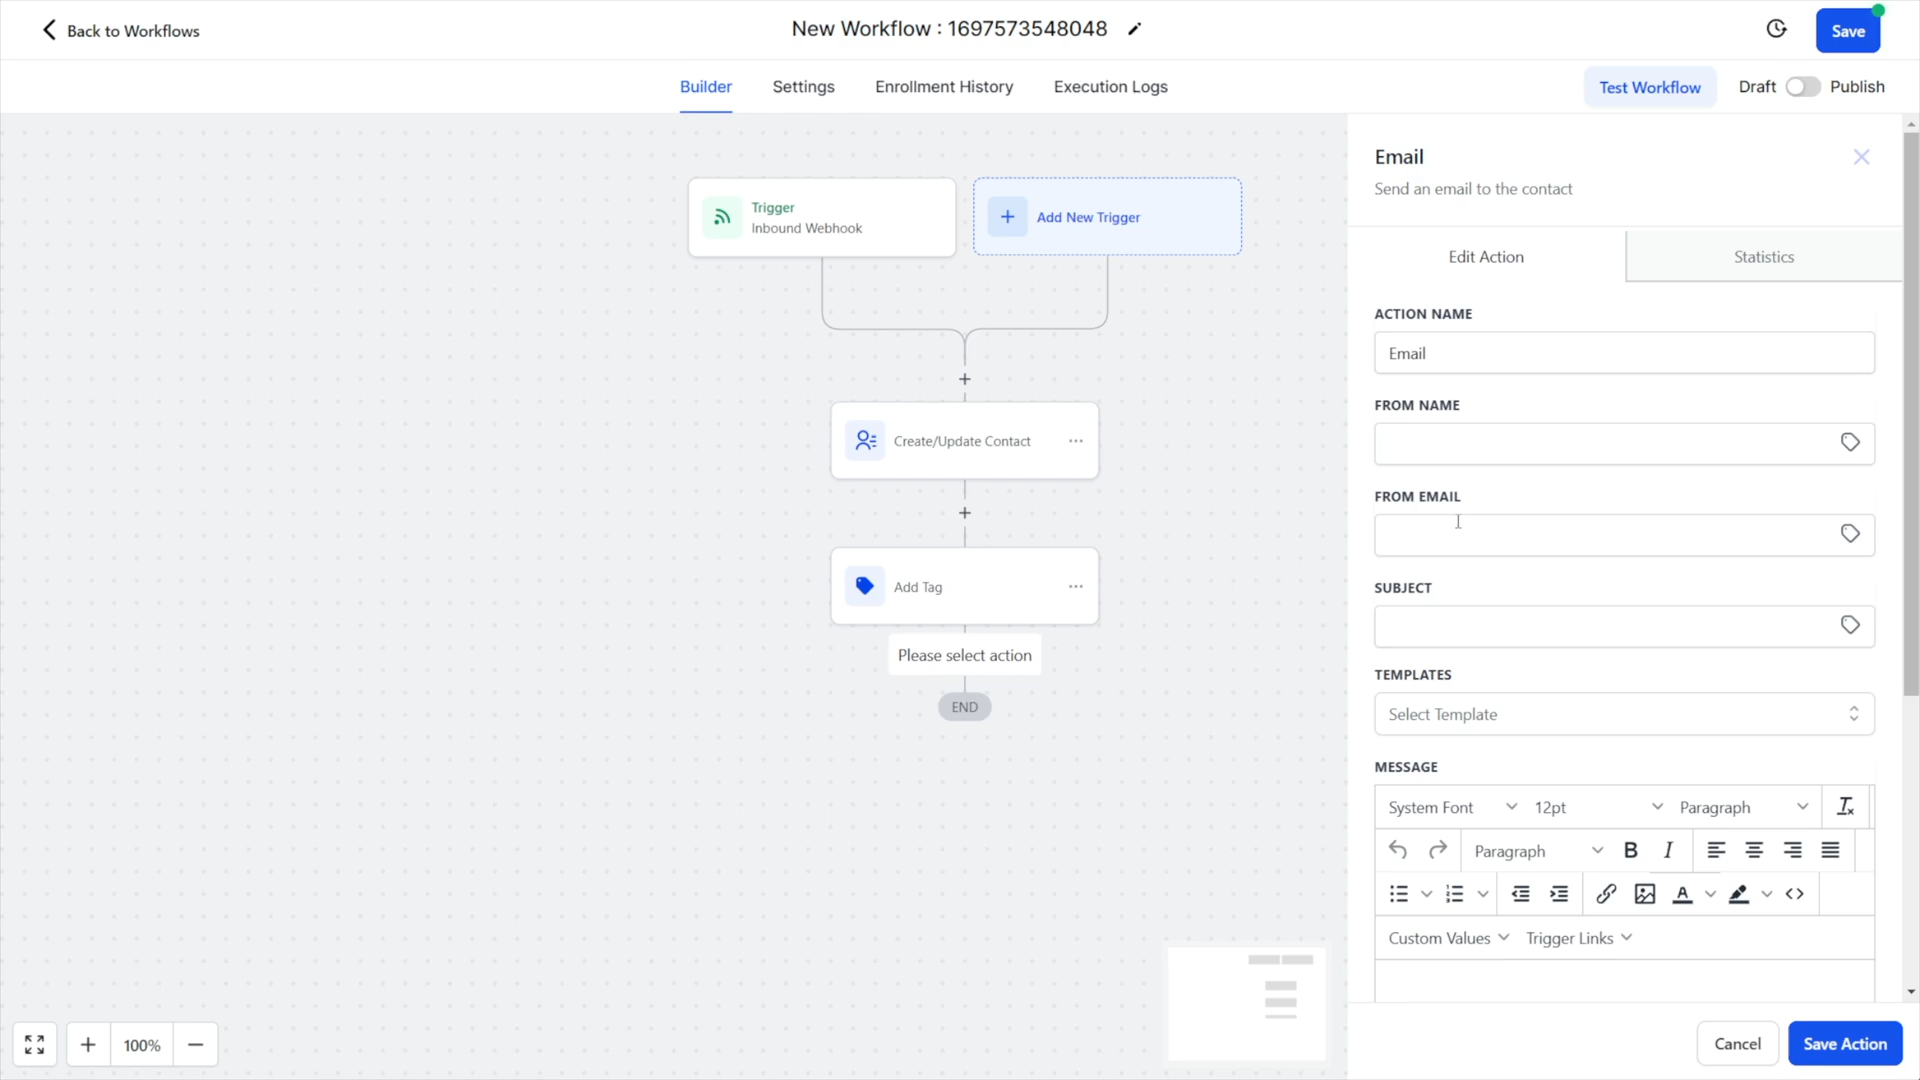 Back to Workflows
New Workflow : 1697573548048
Save
Builder
Settings
Enrollment History
Execution Logs
Test Workflow
Draft
Publish
Trigger
Inbound Webhook
Add New Trigger
Create/Update Contact
Add Tag
Please select action
END
100%
Email
Send an email to the contact
Edit Action
Statistics
ACTION NAME
Email
FROM NAME
FROM EMAIL
SUBJECT
TEMPLATES
Select Template
MESSAGE
System Font
12pt
Paragraph
Paragraph
B
I
A
Custom Values
Trigger Links
Cancel
Save Action